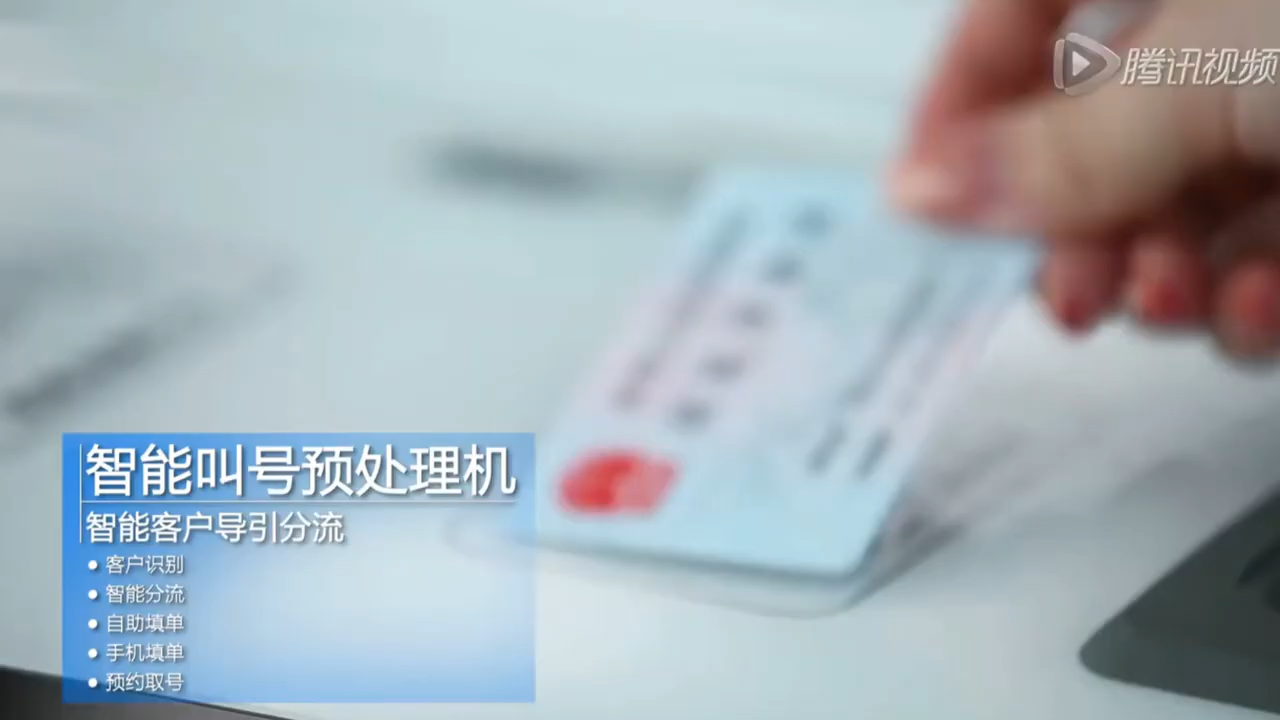 腾讯视频
智能叫号预处理机
智能客户导引分流
客户识别
智能分流
自助填单
手机填单
预约取号